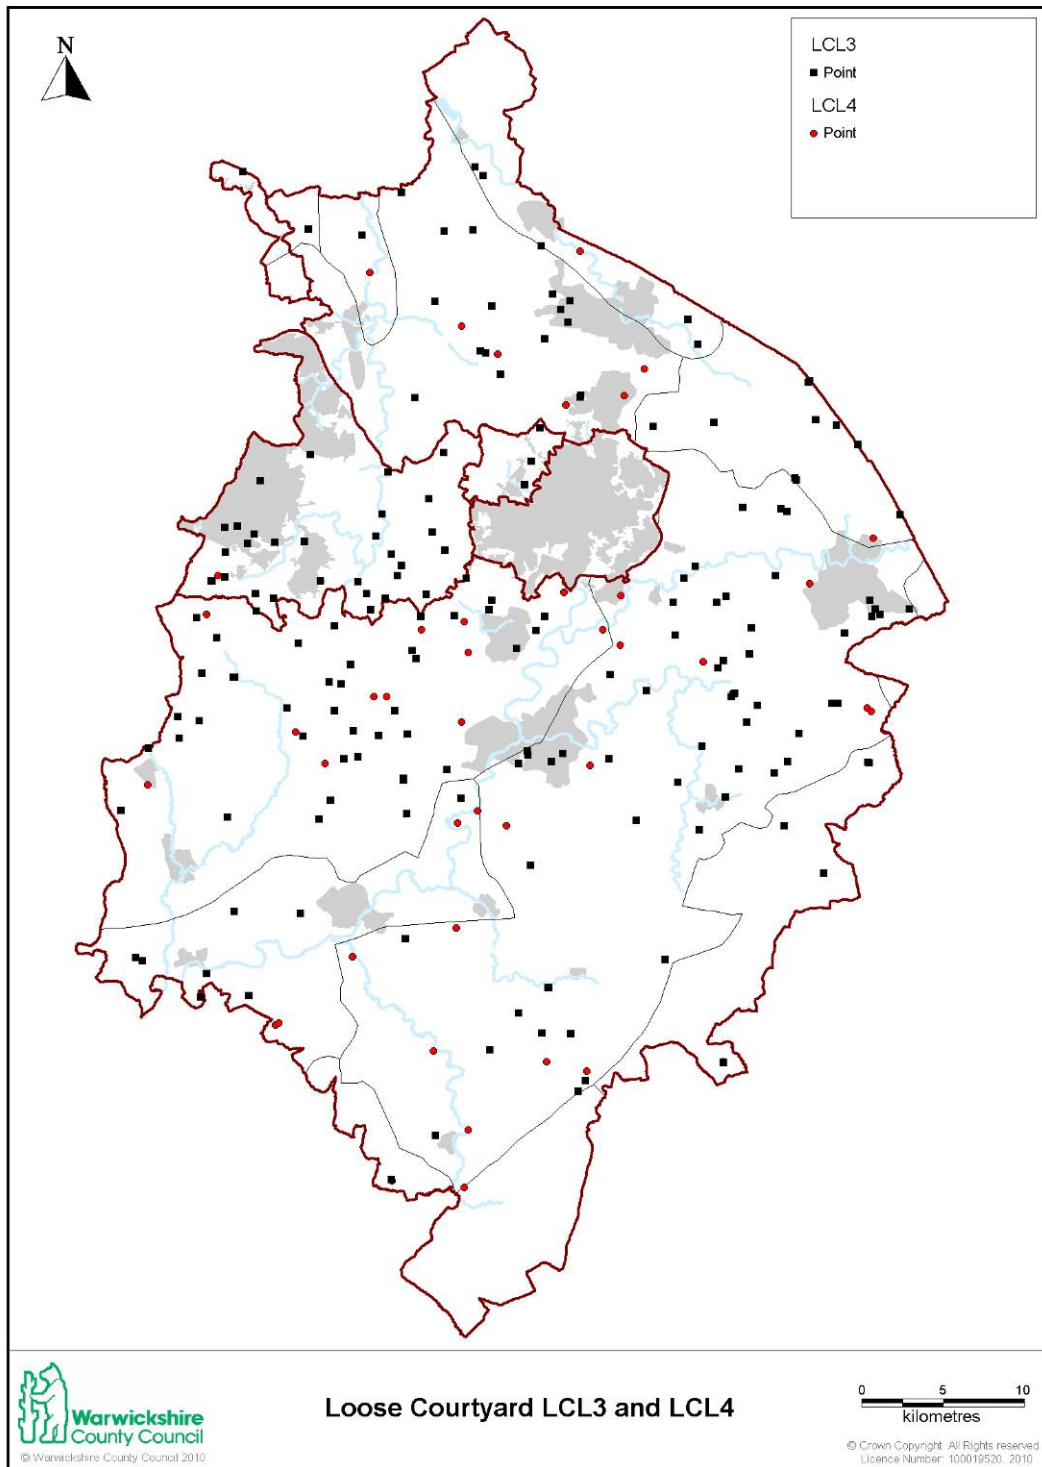 N
LCL3
Point
LCL4
Point
Warwickshire
County Council
© Warwickshire County Council 2010
Loose Courtyard LCL3 and LCL4
0 5 10
kilometres
© Crown Copyright. All Rights reserved
Licence Number: 100019520. 2010